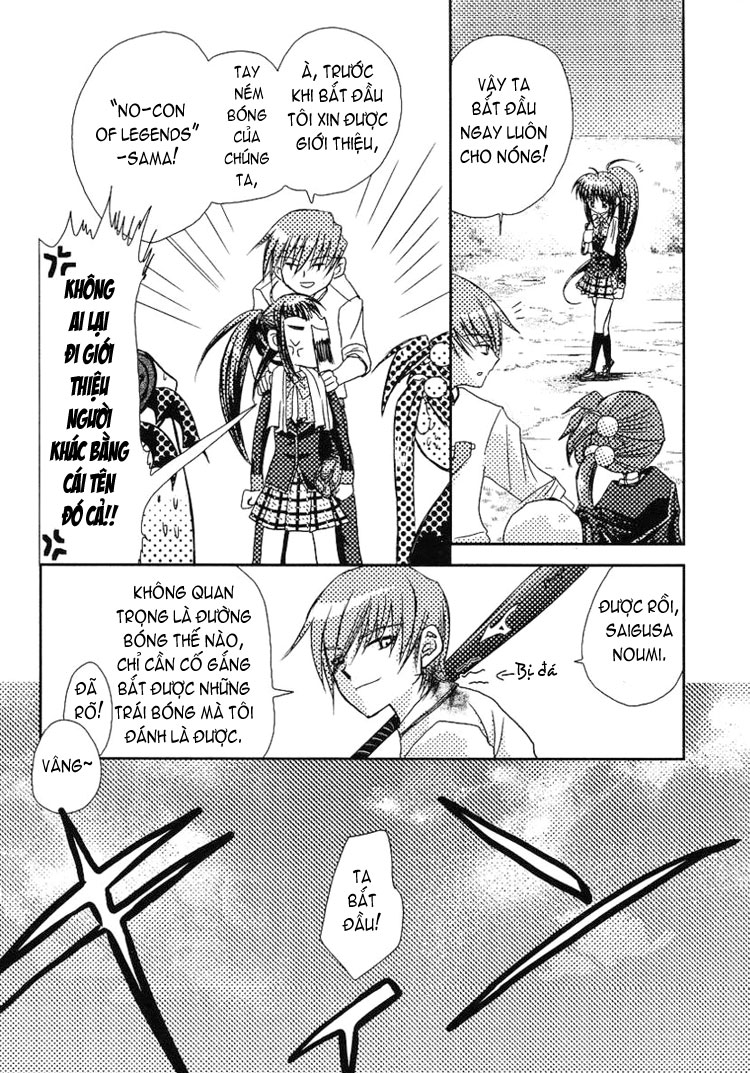 VẬY TA
BẮT ĐẦU
NGAY LUÔN
CHO NÓNG!
À, TRƯỚC
KHI BẮT ĐẦU
TÔI XIN ĐƯỢC
GIỚI THIỆU,
TAY
NÉM
BÓNG
CỦA
CHÚNG
TA,
"NO-CON
OF LEGENDS"
-SAMA!
KHÔNG
AI LẠI
ĐI GIỚI
THIỆU
NGƯỜI
KHÁC BẰNG
CÁI TÊN
ĐÓ CẢ!!
ĐƯỢC RỒI,
SAIGUSA
NOUMI.
BỊ ĐÁ
KHÔNG QUAN
TRỌNG LÀ ĐƯỜNG
BÓNG THẾ NÀO,
CHỈ CẦN CỐ GẮNG
BẮT ĐƯỢC NHỮNG
TRÁI BÓNG MÀ TÔI
ĐÁNH LÀ ĐƯỢC.
ĐÃ
RÕ!
VÂNG~
TA
BẮT
ĐẦU!